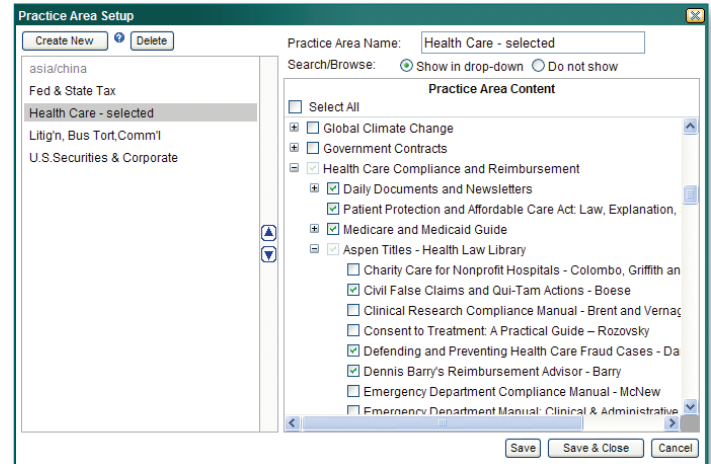 Practice Area Setup
Create New ? Delete
asia/china
Fed & State Tax
Health Care - selected
Litig'n, Bus Tort,Comm'l
U.S.Securities & Corporate
Practice Area Name: Health Care - selected
Search/Browse: Show in drop-down Do not show
Practice Area Content
Select All
Global Climate Change
Government Contracts
Health Care Compliance and Reimbursement
Daily Documents and Newsletters
Patient Protection and Affordable Care Act: Law, Explanation,
Medicare and Medicaid Guide
Aspen Titles - Health Law Library
Charity Care for Nonprofit Hospitals - Colombo, Griffith an
Civil False Claims and Qui-Tam Actions - Boese
Clinical Research Compliance Manual - Brent and Vernag
Consent to Treatment: A Practical Guide – Rozovsky
Defending and Preventing Health Care Fraud Cases - Da
Dennis Barry's Reimbursement Advisor - Barry
Emergency Department Compliance Manual - McNew
Emergency Department Manual: Clinical & Administrative
Save Save & Close Cancel